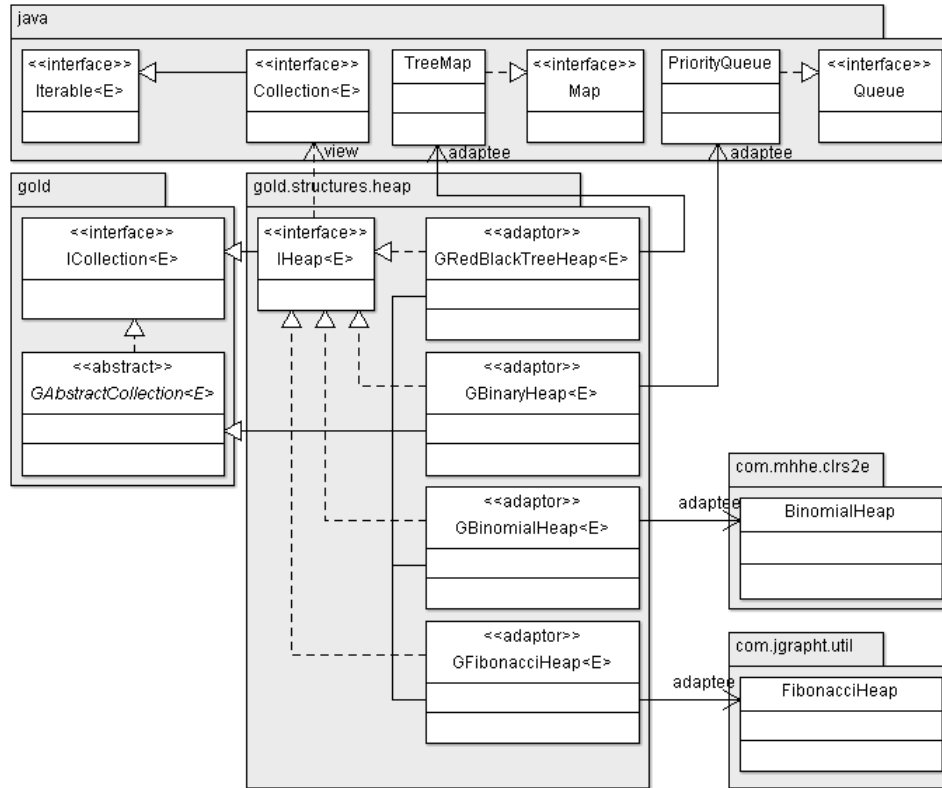 java
<<interface>>
Iterable<E>
<<interface>>
Collection<E>
TreeMap
<<interface>>
Map
PriorityQueue
<<interface>>
Queue
view
adaptee
adaptee
gold
<<interface>>
ICollection<E>
<<abstract>>
GAbstractCollection<E>
gold.structures.heap
<<interface>>
IHeap<E>
<<adaptor>>
GRedBlackTreeHeap<E>
<<adaptor>>
GBinaryHeap<E>
<<adaptor>>
GBinomialHeap<E>
<<adaptor>>
GFibonacciHeap<E>
com.mhhe.clrs2e
adaptee
BinomialHeap
com.jgrapht.util
adaptee
FibonacciHeap